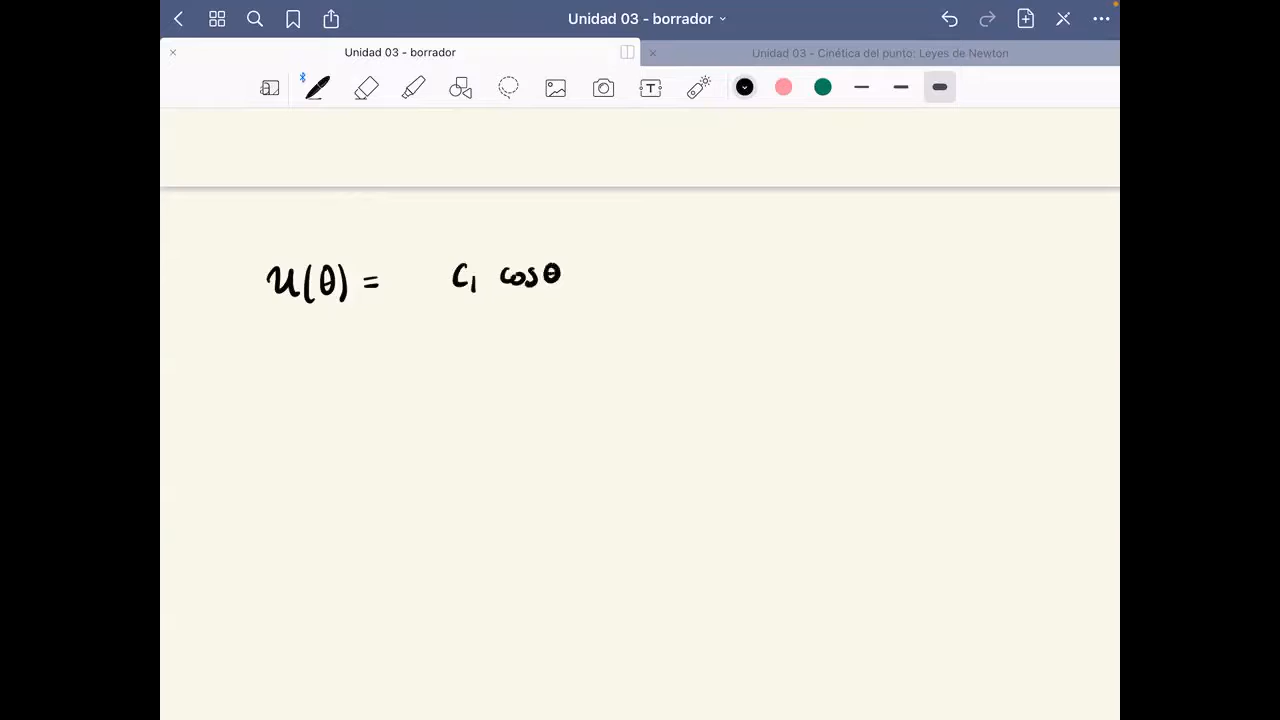 Unidad 03 - borrador
Unidad 03 - borrador
Unidad 03 - Cinética del punto: Leyes de Newton
T
u(θ) = C₁ cosθ